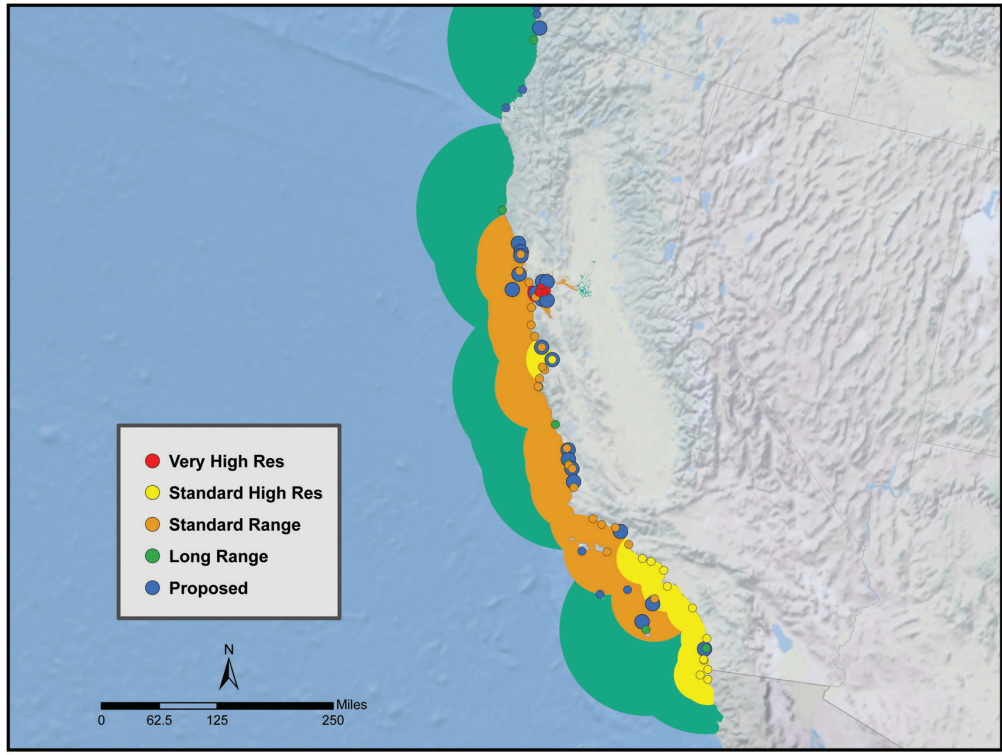 Very High Res
Standard High Res
Standard Range
Long Range
Proposed
N
Miles
0 62.5 125 250